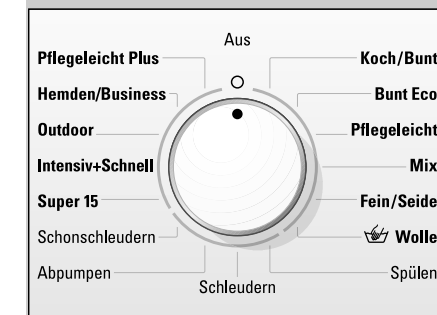 Aus
Pflegeleicht Plus
Koch/Bunt
Hemden/Business
Bunt Eco
Outdoor
Pflegeleicht
Intensiv+Schnell
Mix
Super 15
Fein/Seide
Schonschleudern
Wolle
Abpumpen
Spülen
Schleudern